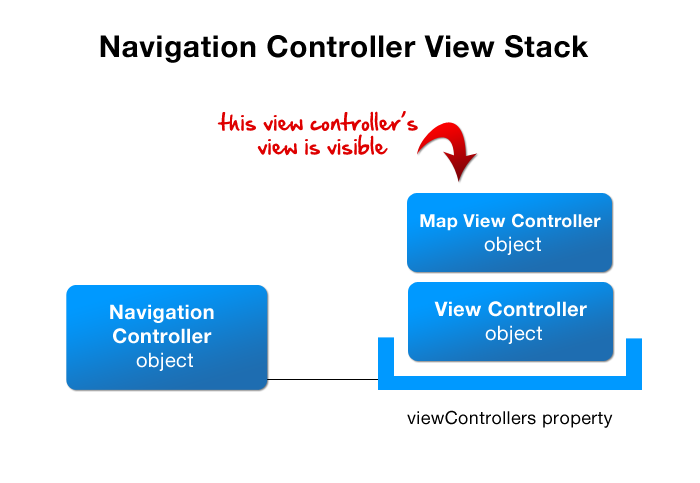 Navigation Controller View Stack
this view controller's
view is visible
Map View Controller
object
Navigation
Controller
object
View Controller
object
viewControllers property